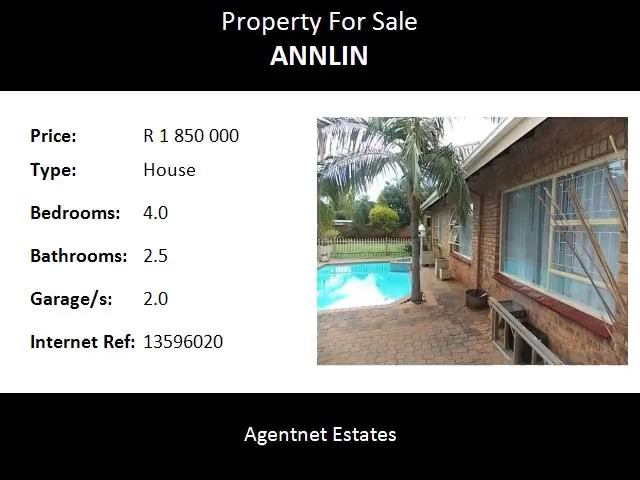 Property For Sale
ANNLIN
Price: R 1 850 000
Type: House
Bedrooms: 4.0
Bathrooms: 2.5
Garage/s: 2.0
Internet Ref: 13596020
Agentnet Estates